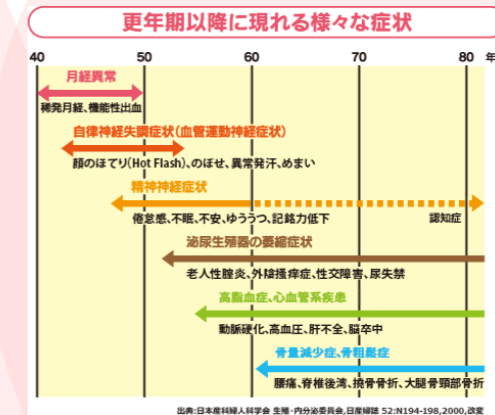 更年期以降に現れる様々な症状
40 50 60 70 80 年
月経異常
稀発月経、機能性出血
自律神経失調症状(血管運動神経症状)
顔のほてり(Hot Flash)、のぼせ、異常発汗、めまい
精神神経症状
倦怠感、不眠、不安、ゆううつ、記銘力低下 認知症
泌尿生殖器の萎縮症状
老人性腟炎、外陰掻痒症、性交障害、尿失禁
高脂血症、心血管系疾患
動脈硬化、高血圧、肝不全、脳卒中
骨量減少症、骨粗鬆症
腰痛、脊椎後湾、撓骨骨折、大腿骨頸部骨折
出典:日本産科婦人科学会 生殖・内分泌委員会,日産婦誌 52:N194-198,2000,改変